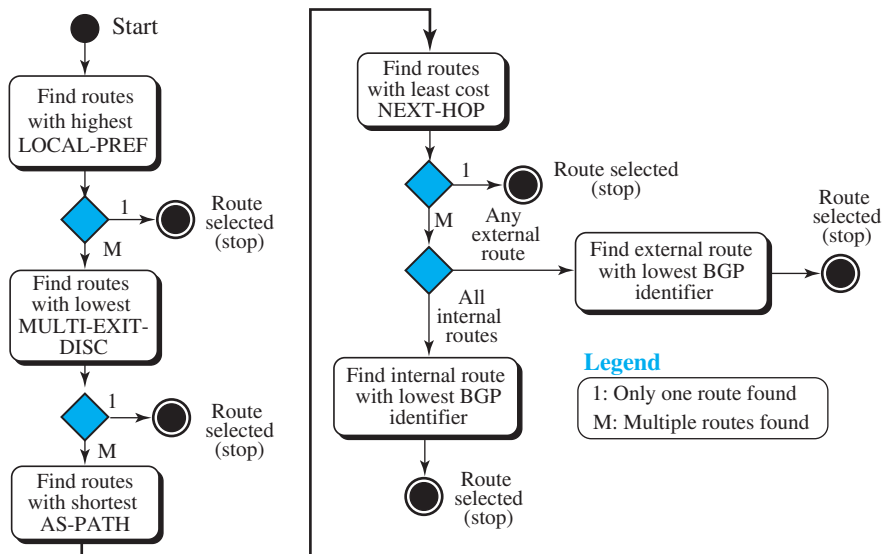 Start
Find routes
with highest
LOCAL-PREF
1
Route
selected
(stop)
M
Find routes
with lowest
MULTI-EXIT-
DISC
1
Route
selected
(stop)
M
Find routes
with shortest
AS-PATH
Find routes
with least cost
NEXT-HOP
1
Route selected
(stop)
M
Any
external
route
Find external route
with lowest BGP
identifier
Route
selected
(stop)
All
internal
routes
Find internal route
with lowest BGP
identifier
Route
selected
(stop)
Legend
1: Only one route found
M: Multiple routes found